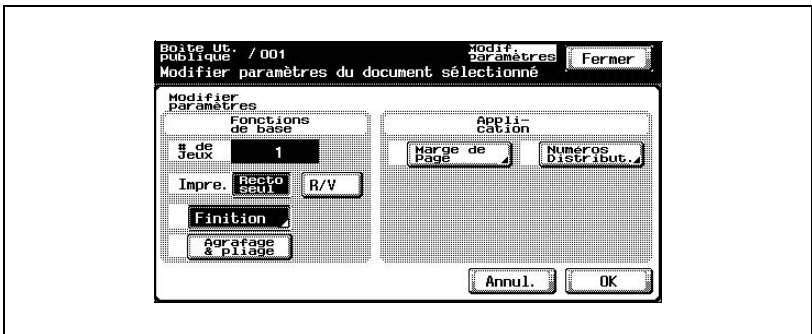 Boîte Ut.
publique / 001
Modif.
paramètres
Fermer
Modifier paramètres du document sélectionné
Modifier
paramètres
Fonctions
de base
Appli-
cation
# de
Jeux
1
Marge de
Page
Numéros
Distribut.
Impre.
Recto
seul
R/V
Finition
Agrafage
& pliage
Annul.
OK